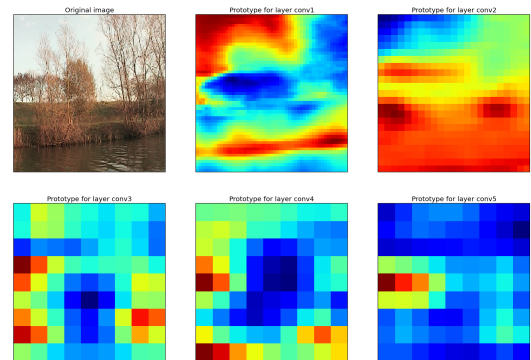 Original image
Prototype for layer conv1
Prototype for layer conv2
Prototype for layer conv3
Prototype for layer conv4
Prototype for layer conv5